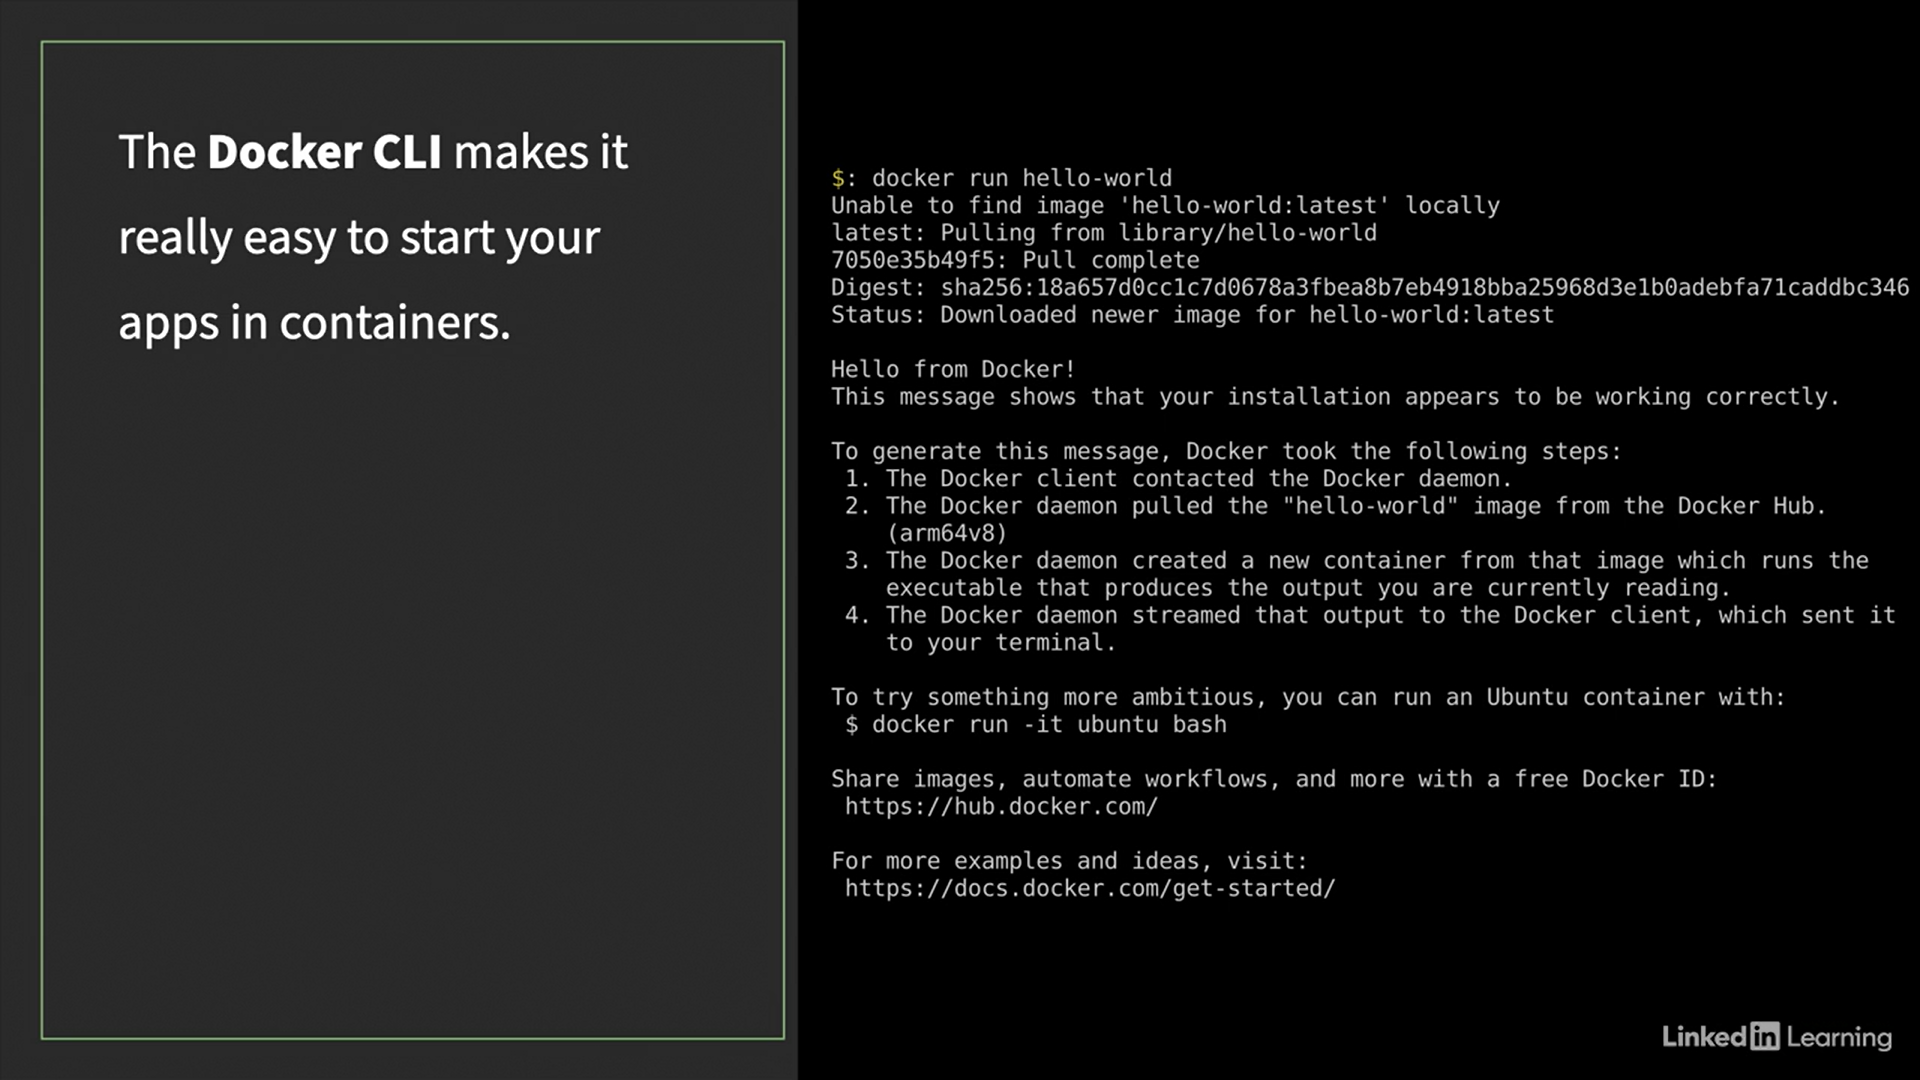 The Docker CLI makes it
really easy to start your
apps in containers.
$: docker run hello-world
Unable to find image 'hello-world:latest' locally
latest: Pulling from library/hello-world
7050e35b49f5: Pull complete
Digest: sha256:18a657d0cc1c7d0678a3fbea8b7eb4918bba25968d3e1b0adebfa71caddbc346
Status: Downloaded newer image for hello-world:latest
Hello from Docker!
This message shows that your installation appears to be working correctly.
To generate this message, Docker took the following steps:
1. The Docker client contacted the Docker daemon.
2. The Docker daemon pulled the "hello-world" image from the Docker Hub.
(arm64v8)
3. The Docker daemon created a new container from that image which runs the
executable that produces the output you are currently reading.
4. The Docker daemon streamed that output to the Docker client, which sent it
to your terminal.
To try something more ambitious, you can run an Ubuntu container with:
$ docker run -it ubuntu bash
Share images, automate workflows, and more with a free Docker ID:
https://hub.docker.com/
For more examples and ideas, visit:
https://docs.docker.com/get-started/
Linked in Learning